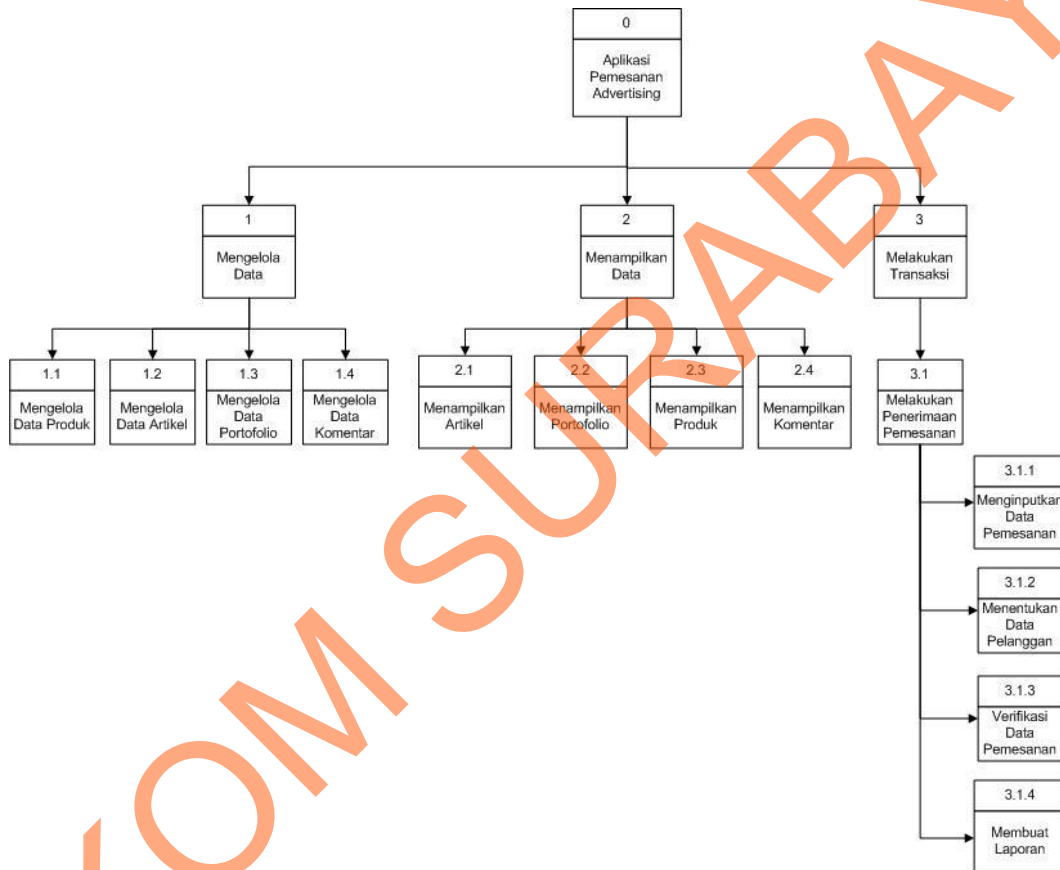 0
Aplikasi
Pemesanan
Advertising
1
Mengelola
Data
2
Menampilkan
Data
3
Melakukan
Transaksi
1.1
Mengelola
Data Produk
1.2
Mengelola
Data Artikel
1.3
Mengelola
Data
Portofolio
1.4
Mengelola
Data
Komentar
2.1
Menampilkan
Artikel
2.2
Menampilkan
Portofolio
2.3
Menampilkan
Produk
2.4
Menampilkan
Komentar
3.1
Melakukan
Penerimaan
Pemesanan
3.1.1
Menginputkan
Data
Pemesanan
3.1.2
Menentukan
Data
Pelanggan
3.1.3
Verifikasi
Data
Pemesanan
3.1.4
Membuat
Laporan
KOM SURABAY